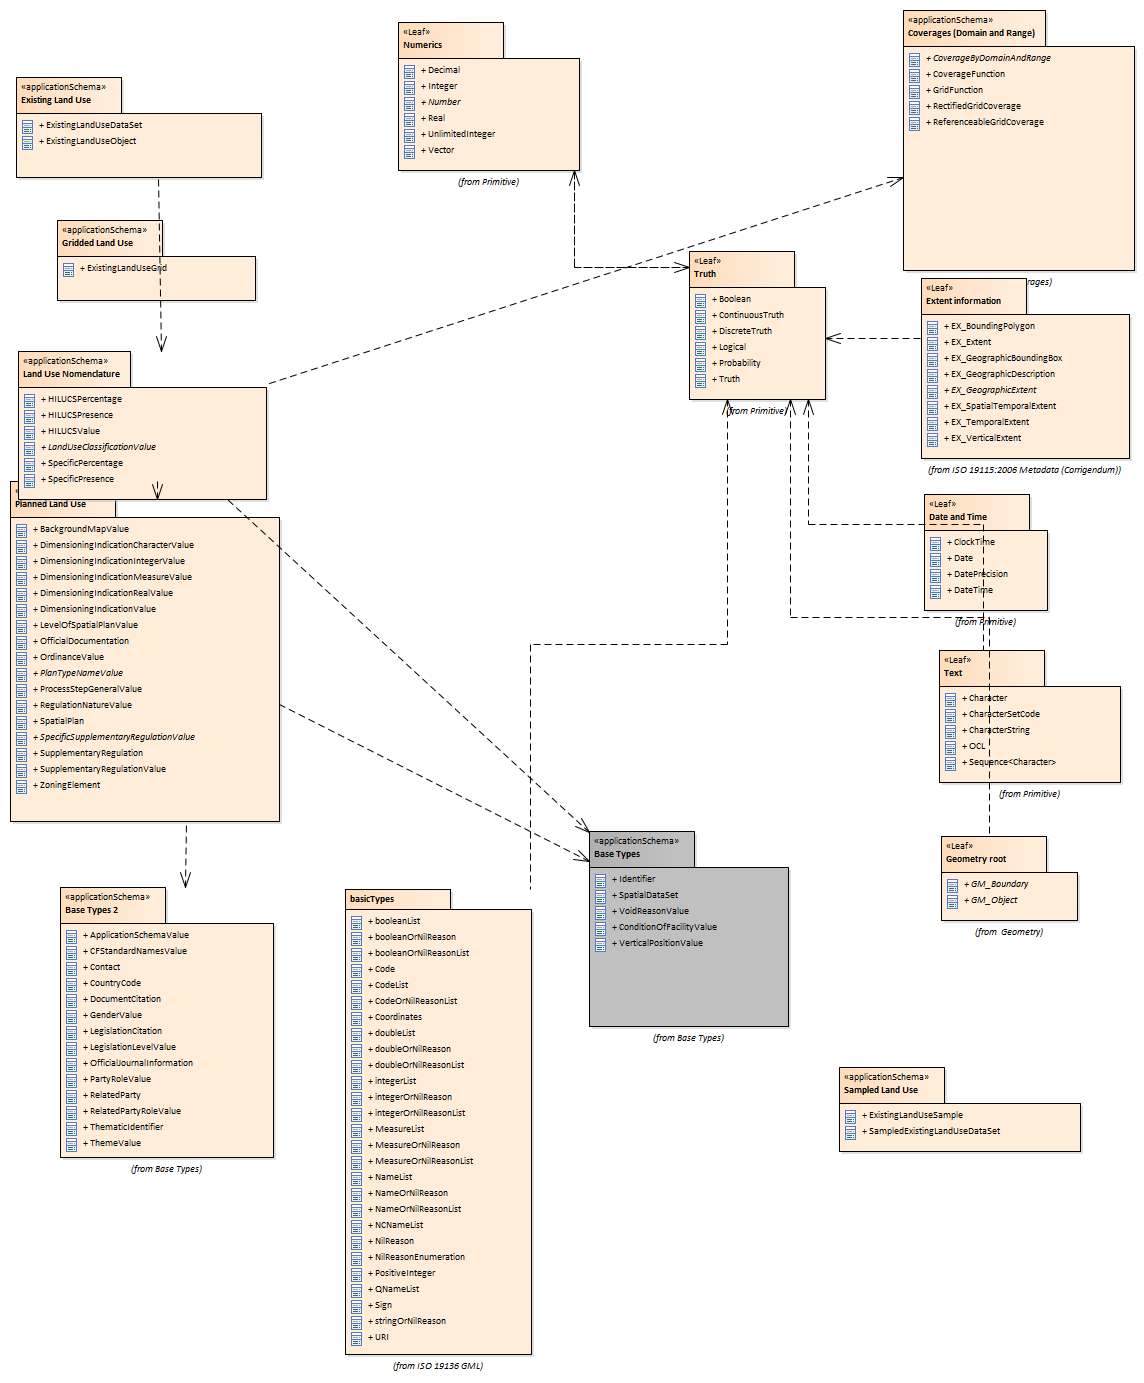 «applicationSchema»
Existing Land Use
+ ExistingLandUseDataSet
+ ExistingLandUseObject
«applicationSchema»
Gridded Land Use
+ ExistingLandUseGrid
«applicationSchema»
Land Use Nomenclature
+ HILUCSPercentage
+ HILUCSPresence
+ HILUCSValue
+ LandUseClassificationValue
+ SpecificPercentage
+ SpecificPresence
Planned Land Use
+ BackgroundMapValue
+ DimensioningIndicationCharacterValue
+ DimensioningIndicationIntegerValue
+ DimensioningIndicationMeasureValue
+ DimensioningIndicationRealValue
+ DimensioningIndicationValue
+ LevelOfSpatialPlanValue
+ OfficialDocumentation
+ OrdinanceValue
+ PlanTypeNameValue
+ ProcessStepGeneralValue
+ RegulationNatureValue
+ SpatialPlan
+ SpecificSupplementaryRegulationValue
+ SupplementaryRegulation
+ SupplementaryRegulationValue
+ ZoningElement
«applicationSchema»
Base Types 2
+ ApplicationSchemaValue
+ CFStandardNamesValue
+ Contact
+ CountryCode
+ DocumentCitation
+ GenderValue
+ LegislationCitation
+ LegislationLevelValue
+ OfficialJournalInformation
+ PartyRoleValue
+ RelatedParty
+ RelatedPartyRoleValue
+ ThematicIdentifier
+ ThemeValue
(from Base Types)
«Leaf»
Numerics
+ Decimal
+ Integer
+ Number
+ Real
+ UnlimitedInteger
+ Vector
(from Primitive)
basicTypes
+ booleanList
+ booleanOrNilReason
+ booleanOrNilReasonList
+ Code
+ CodeList
+ CodeOrNilReasonList
+ Coordinates
+ doubleList
+ doubleOrNilReason
+ doubleOrNilReasonList
+ integerList
+ integerOrNilReason
+ integerOrNilReasonList
+ MeasureList
+ MeasureOrNilReason
+ MeasureOrNilReasonList
+ NameList
+ NameOrNilReason
+ NameOrNilReasonList
+ NCNameList
+ NilReason
+ NilReasonEnumeration
+ PositiveInteger
+ QNameList
+ Sign
+ stringOrNilReason
+ URI
(from ISO 19136 GML)
«Leaf»
Truth
+ Boolean
+ ContinuousTruth
+ DiscreteTruth
+ Logical
+ Probability
+ Truth
(from Primitive)
«applicationSchema»
Base Types
+ Identifier
+ SpatialDataSet
+ VoidReasonValue
+ ConditionOfFacilityValue
+ VerticalPositionValue
(from Base Types)
«applicationSchema»
Coverages (Domain and Range)
+ CoverageByDomainAndRange
+ CoverageFunction
+ GridFunction
+ RectifiedGridCoverage
+ ReferenceableGridCoverage
rages)
«Leaf»
Extent information
+ EX_BoundingPolygon
+ EX_Extent
+ EX_GeographicBoundingBox
+ EX_GeographicDescription
+ EX_GeographicExtent
+ EX_SpatialTemporalExtent
+ EX_TemporalExtent
+ EX_VerticalExtent
(from ISO 19115:2006 Metadata (Corrigendum))
«Leaf»
Date and Time
+ ClockTime
+ Date
+ DatePrecision
+ DateTime
(from Primitive)
«Leaf»
Text
+ Character
+ CharacterSetCode
+ CharacterString
+ OCL
+ Sequence<Character>
(from Primitive)
«Leaf»
Geometry root
+ GM_Boundary
+ GM_Object
(from  Geometry)
«applicationSchema»
Sampled Land Use
+ ExistingLandUseSample
+ SampledExistingLandUseDataSet